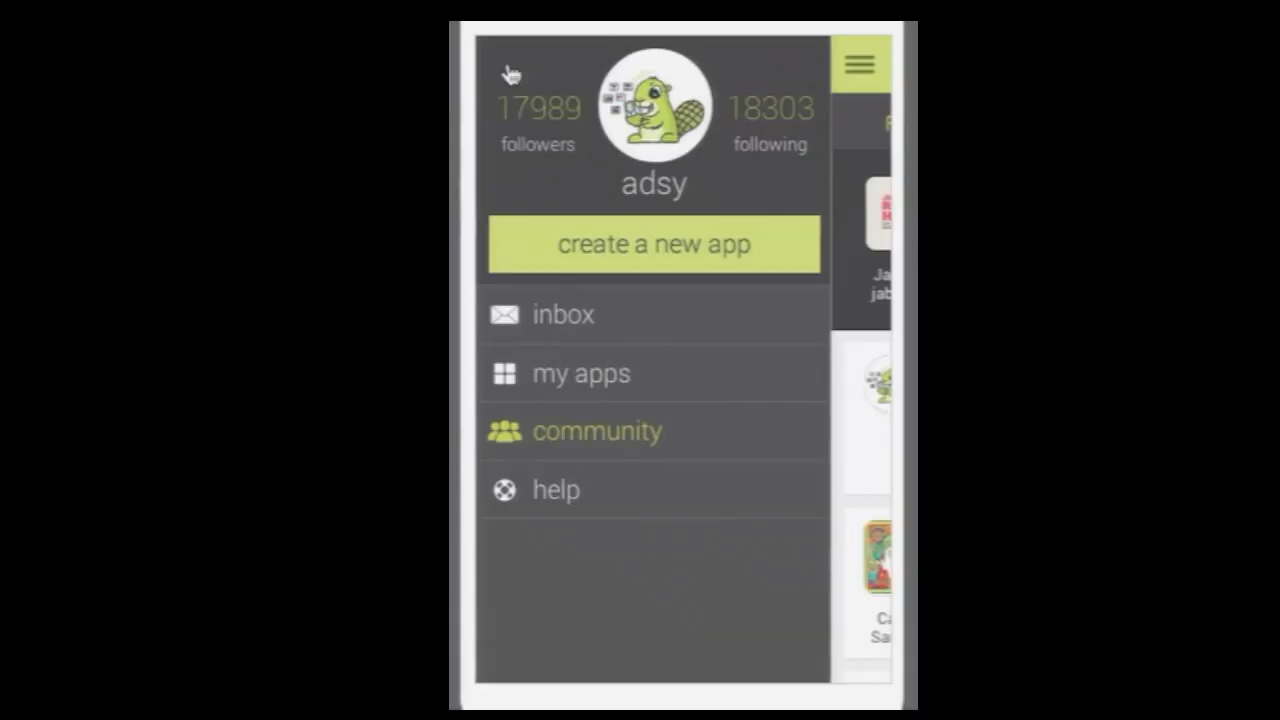 17989
followers
18303
following
adsy
create a new app
inbox
my apps
community
help